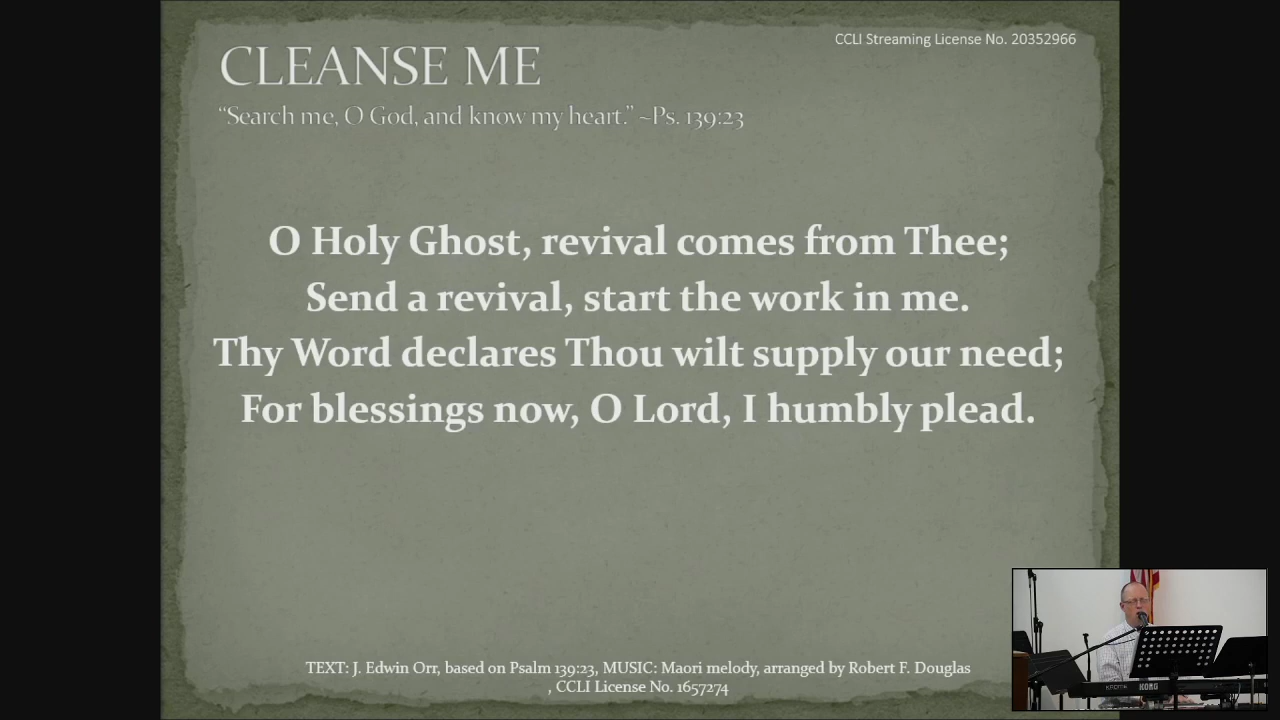 CCLI Streaming License No. 20352966
CLEANSE ME
“Search me, O God, and know my heart.” ~Ps. 139:23
O Holy Ghost, revival comes from Thee;
Send a revival, start the work in me.
Thy Word declares Thou wilt supply our need;
For blessings now, O Lord, I humbly plead.
TEXT: J. Edwin Orr, based on Psalm 139:23, MUSIC: Maori melody, arranged by Robert F. Douglas
, CCLI License No. 1657274
KROME KORG